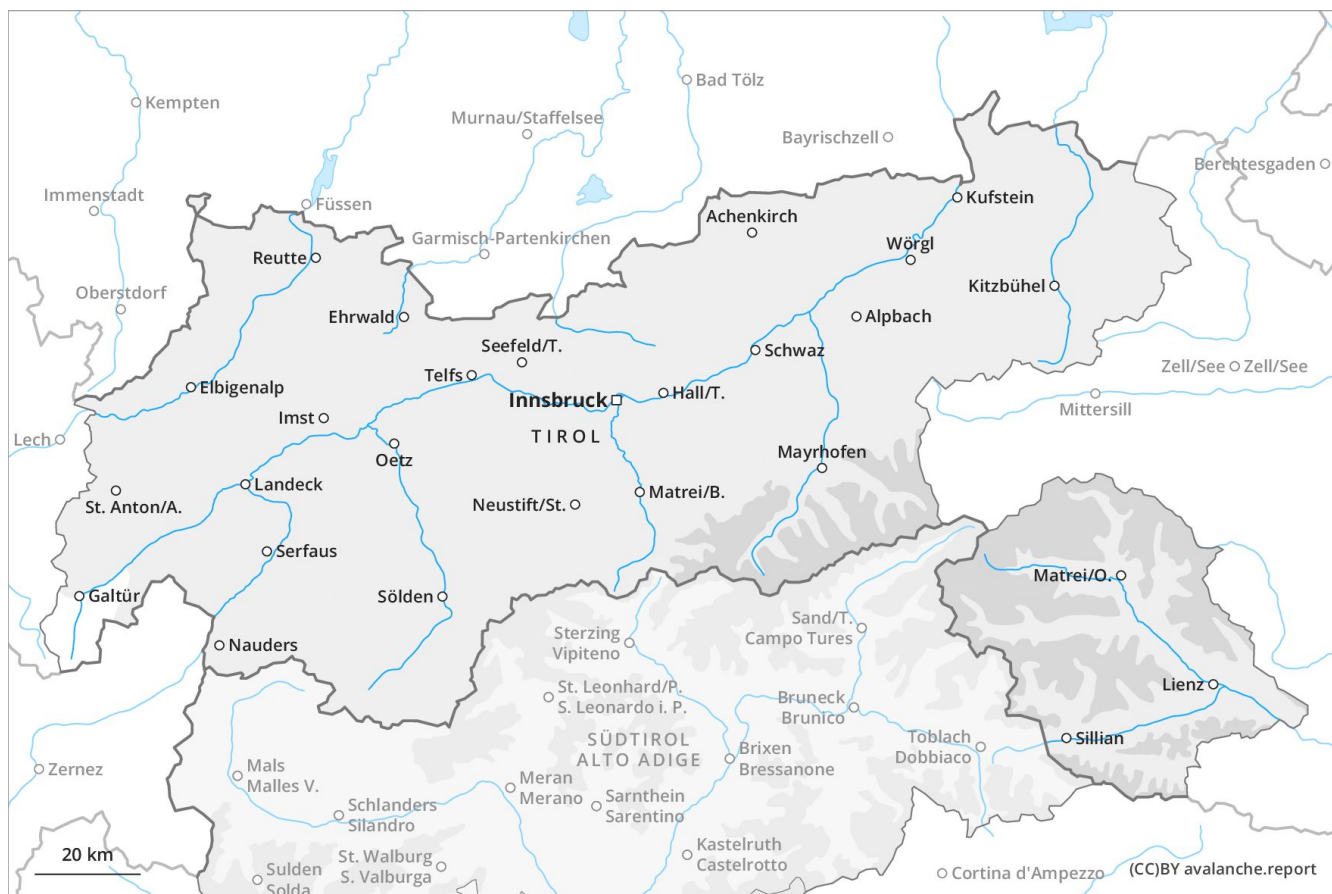 Kempten
Bad Tölz
Murnau/Staffelsee
Bayrischzell
Berchtesgaden
Immenstadt
Füssen
Kufstein
Achenkirch
Garmisch-Partenkirchen
Wörgl
Reutte
Oberstdorf
Kitzbühel
Ehrwald
Alpbach
Seefeld/T.
Schwaz
Telfs
Zell/See
Zell/See
Elbigenalp
Innsbruck
Hall/T.
Mittersill
Imst
TIROL
Lech
Oetz
Mayrhofen
Landeck
St. Anton/A.
Neustift/St.
Matrei/B.
Serfaus
Matrei/O.
Galtür
Sölden
Sterzing
Vipiteno
Sand/T.
Campo Tures
Nauders
St. Leonhard/P.
S. Leonardo i. P.
Lienz
Bruneck
Brunico
SÜDTIROL
ALTO ADIGE
Toblach
Dobbiaco
Sillian
Brixen
Bressanone
Zernez
Mals
Malles V.
Meran
Merano
Sarnthein
Sarentino
Schlanders
Silandro
Kastelruth
Castelrotto
20 km
St. Walburg
S. Valburga
Sulden
Solda
Cortina d'Ampezzo
(CC)BY avalanche.report